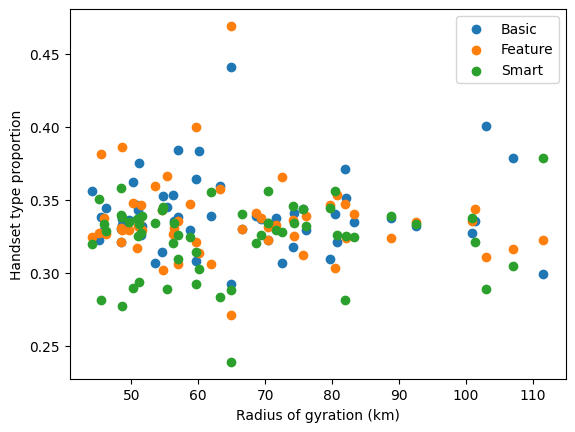 Basic
Feature
Smart
Handset type proportion
0.45
0.40
0.35
0.30
0.25
50 60 70 80 90 100 110
Radius of gyration (km)